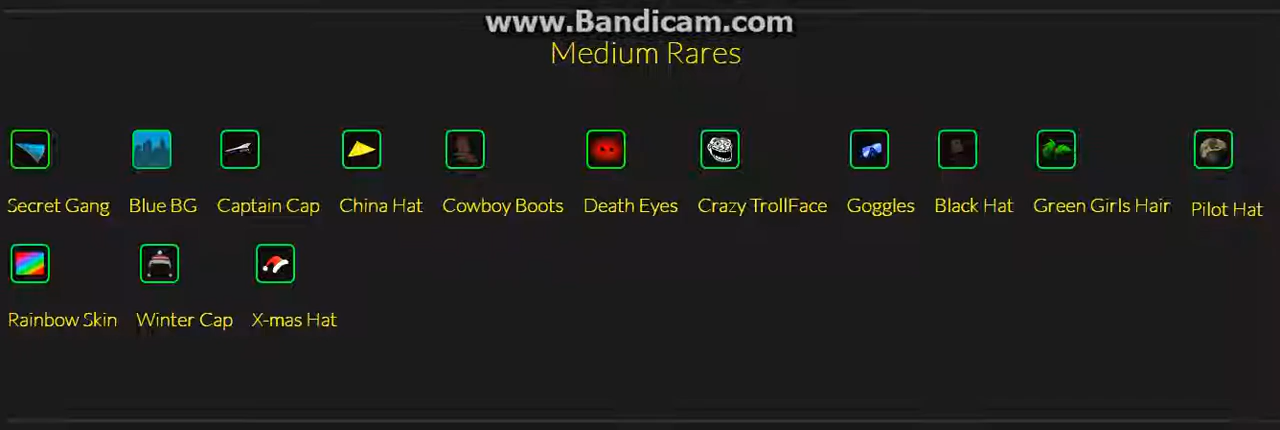 www.Bandicam.com
Medium Rares
Secret Gang Blue BG Captain Cap China Hat Cowboy Boots Death Eyes Crazy TrollFace Goggles Black Hat Green Girls Hair Pilot Hat
Rainbow Skin Winter Cap X-mas Hat